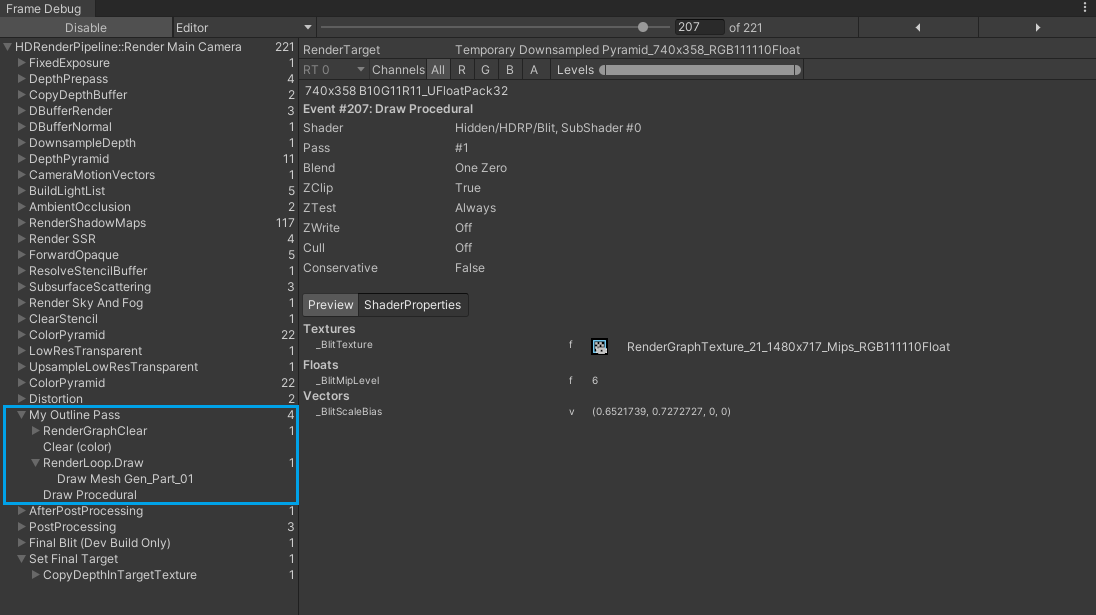 Frame Debug
Disable Editor 207 of 221
HDRenderPipeline::Render Main Camera 221
FixedExposure 1
DepthPrepass 4
CopyDepthBuffer 2
DBufferRender 3
DBufferNormal 1
DownsampleDepth 1
DepthPyramid 11
CameraMotionVectors 1
BuildLightList 5
AmbientOcclusion 2
RenderShadowMaps 117
Render SSR 4
ForwardOpaque 5
ResolveStencilBuffer 1
SubsurfaceScattering 3
Render Sky And Fog 1
ClearStencil 1
ColorPyramid 22
LowResTransparent 1
UpsampleLowResTransparent 1
ColorPyramid 22
Distortion 2
My Outline Pass 4
RenderGraphClear 1
Clear (color)
RenderLoop.Draw 1
Draw Mesh Gen_Part_01
Draw Procedural
AfterPostProcessing 1
PostProcessing 3
Final Blit (Dev Build Only) 1
Set Final Target 1
CopyDepthInTargetTexture 1
RenderTarget Temporary Downsampled Pyramid_740x358_RGB111110Float
RT 0 Channels All R G B A Levels
740x358 B10G11R11_UFloatPack32
Event #207: Draw Procedural
Shader Hidden/HDRP/Blit, SubShader #0
Pass #1
Blend One Zero
ZClip True
ZTest Always
ZWrite Off
Cull Off
Conservative False
Preview ShaderProperties
Textures
_BlitTexture f RenderGraphTexture_21_1480x717_Mips_RGB111110Float
Floats
_BlitMipLevel f 6
Vectors
_BlitScaleBias v (0.6521739, 0.7272727, 0, 0)